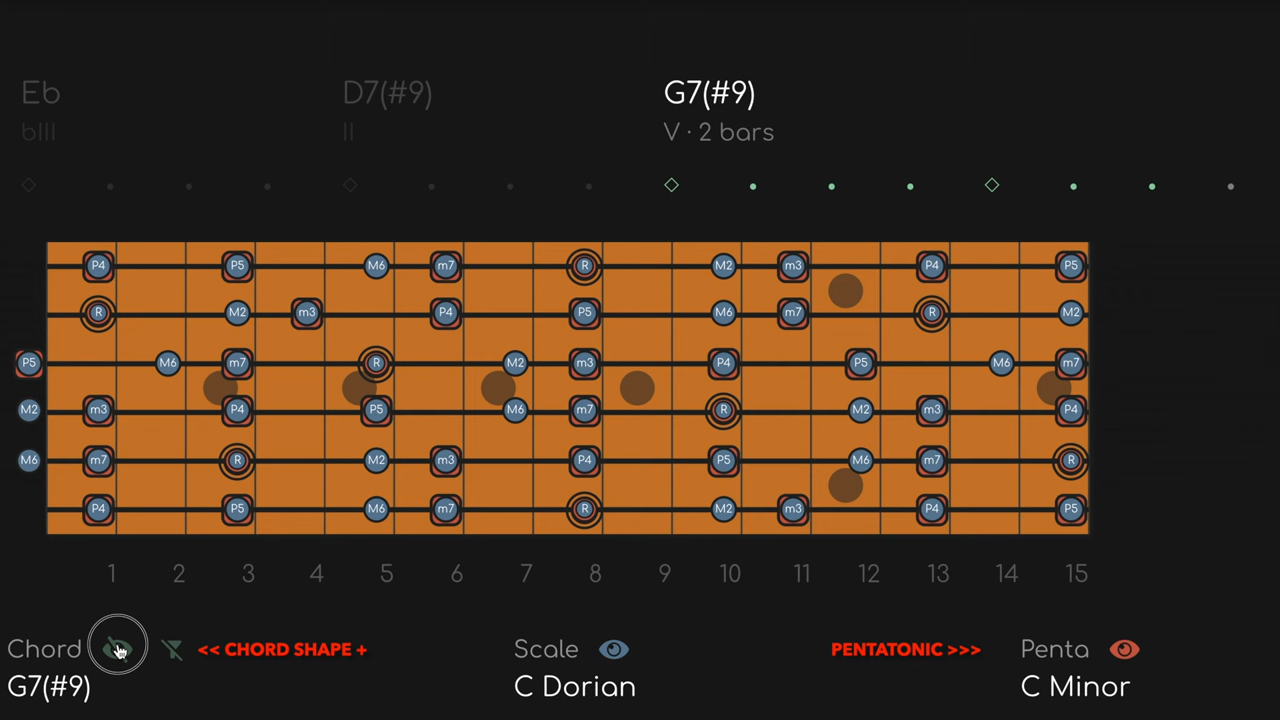 Eb D7(#9) G7(#9)
bIII II V · 2 bars
P4 P5 M6 m7 R M2 m3 P4 P5
R M2 m3 P4 P5 M6 m7 R M2
P5 M6 m7 R M2 m3 P4 P5 M6 m7
M2 m3 P4 P5 M6 m7 R M2 m3 P4
M6 m7 R M2 m3 P4 P5 M6 m7 R
P4 P5 M6 m7 R M2 m3 P4 P5
1 2 3 4 5 6 7 8 9 10 11 12 13 14 15
Chord << CHORD SHAPE + Scale PENTATONIC >>> Penta
G7(#9) C Dorian C Minor